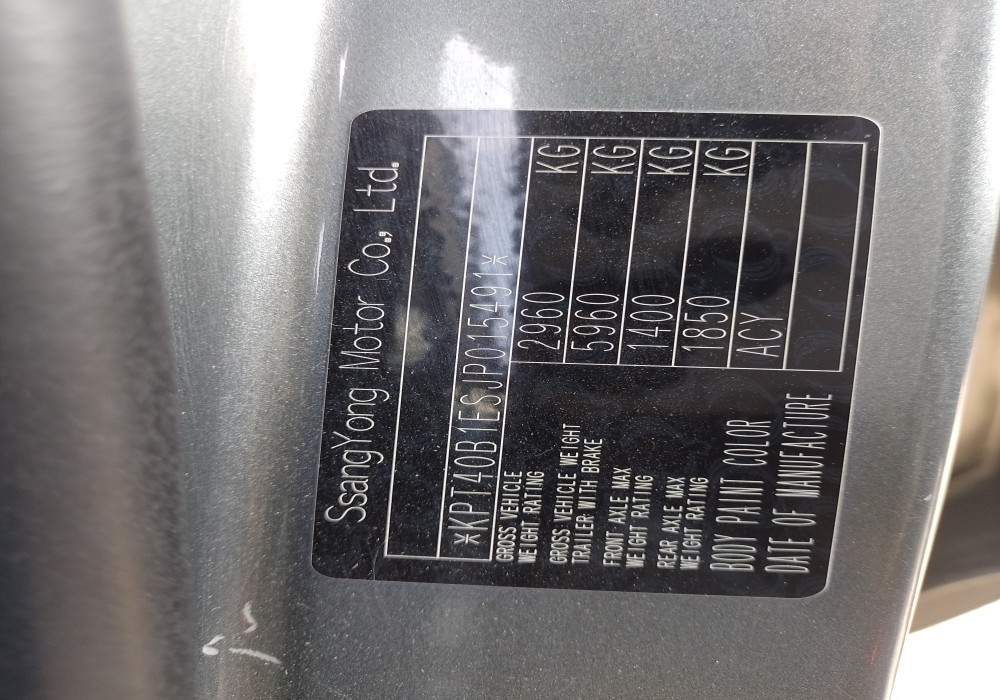 SsangYong Motor Co., Ltd.
*KPT40B1ESJP015491*
GROSS VEHICLE
WEIGHT RATING 2960 KG
GROSS VEHICLE WEIGHT
TRAILER WITH BRAKE 5960 KG
FRONT AXLE MAX
WEIGHT RATING 1400 KG
REAR AXLE MAX
WEIGHT RATING 1850 KG
BODY PAINT COLOR ACY
DATE OF MANUFACTURE